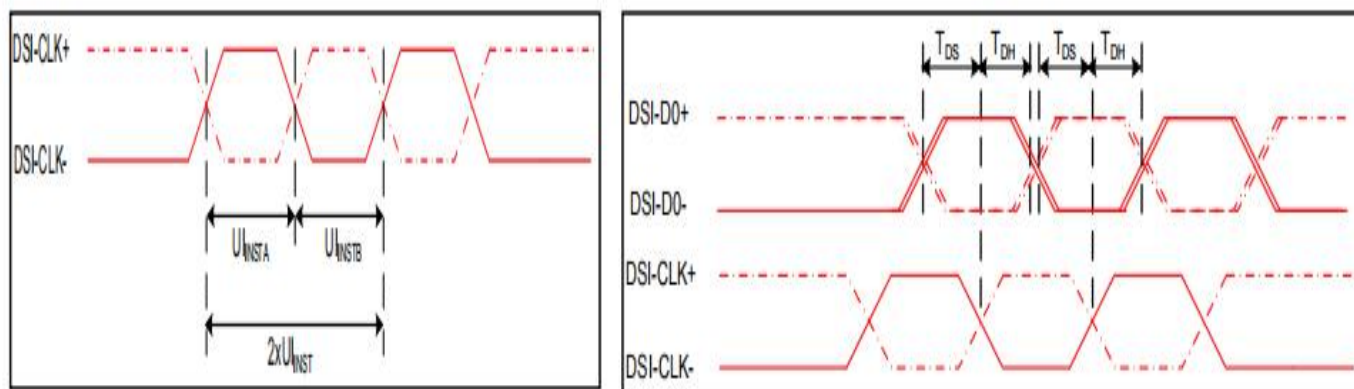 DSI-CLK+
DSI-CLK-
UI_INSTA UI_INSTB
2xUI_INST
T_DS T_DH T_DS T_DH
DSI-D0+
DSI-D0-
DSI-CLK+
DSI-CLK-